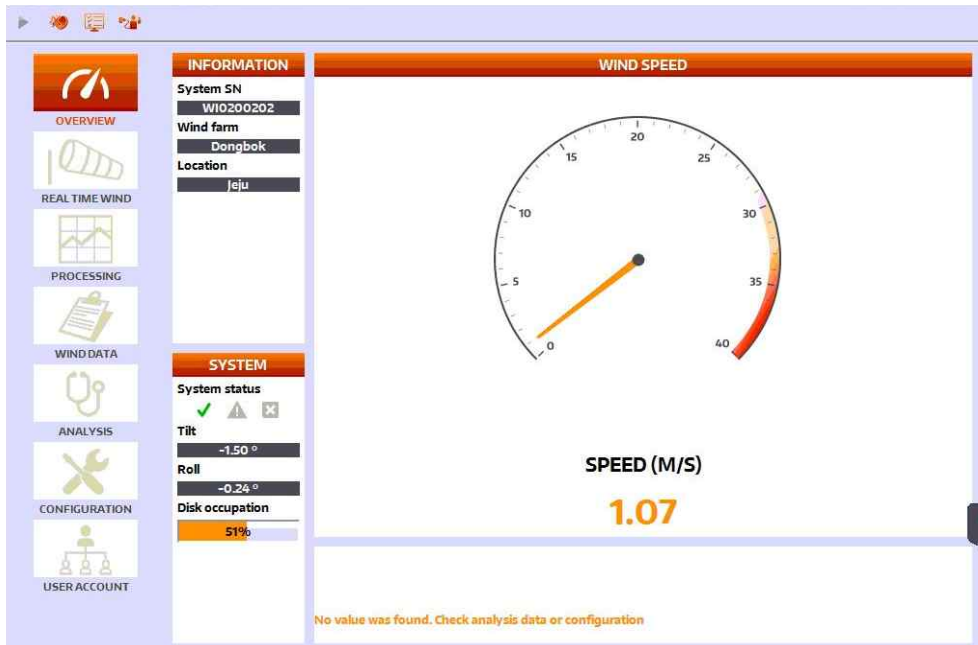 OVERVIEW
REAL TIME WIND
PROCESSING
WIND DATA
ANALYSIS
CONFIGURATION
USER ACCOUNT
INFORMATION
System SN
WI0200202
Wind farm
Dongbok
Location
Jeju
SYSTEM
System status
Tilt
-1.50 °
Roll
-0.24 °
Disk occupation
51%
WIND SPEED
0
5
10
15
20
25
30
35
40
SPEED (M/S)
1.07
No value was found. Check analysis data or configuration